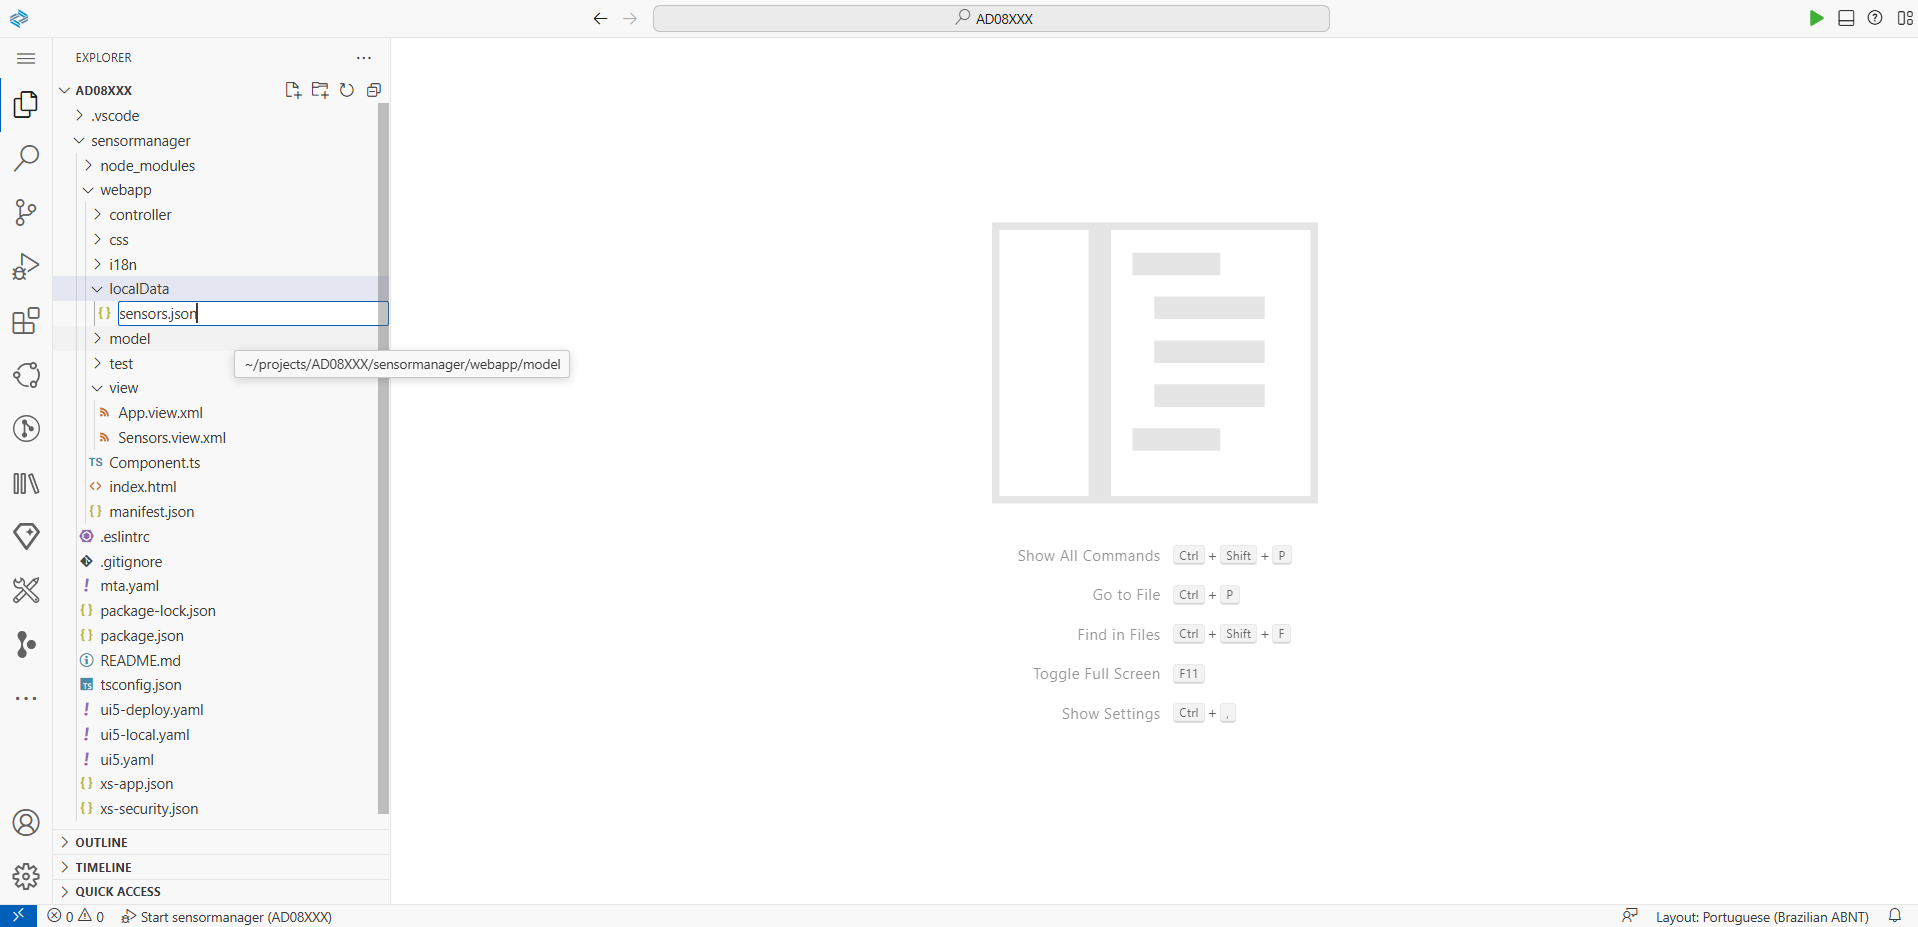 AD08XXX
EXPLORER
AD08XXX
.vscode
sensormanager
node_modules
webapp
controller
css
i18n
localData
sensors.json
model
test
~/projects/AD08XXX/sensormanager/webapp/model
view
App.view.xml
Sensors.view.xml
TS Component.ts
index.html
manifest.json
.eslintrc
.gitignore
mta.yaml
package-lock.json
package.json
README.md
TS tsconfig.json
ui5-deploy.yaml
ui5-local.yaml
ui5.yaml
xs-app.json
xs-security.json
OUTLINE
TIMELINE
QUICK ACCESS
Show All Commands Ctrl + Shift + P
Go to File Ctrl + P
Find in Files Ctrl + Shift + F
Toggle Full Screen F11
Show Settings Ctrl + ,
0 0 Start sensormanager (AD08XXX)
Layout: Portuguese (Brazilian ABNT)